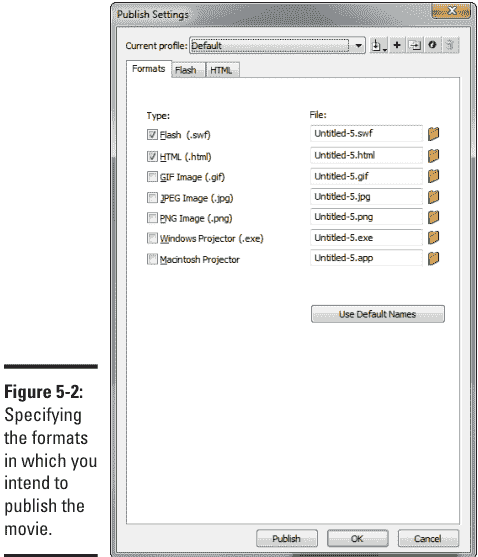 Publish Settings
Current profile: Default
Formats Flash HTML
Type: File:
Flash (.swf) Untitled-5.swf
HTML (.html) Untitled-5.html
GIF Image (.gif) Untitled-5.gif
JPEG Image (.jpg) Untitled-5.jpg
PNG Image (.png) Untitled-5.png
Windows Projector (.exe) Untitled-5.exe
Macintosh Projector Untitled-5.app
Use Default Names
Publish OK Cancel
Figure 5-2:
Specifying
the formats
in which you
intend to
publish the
movie.